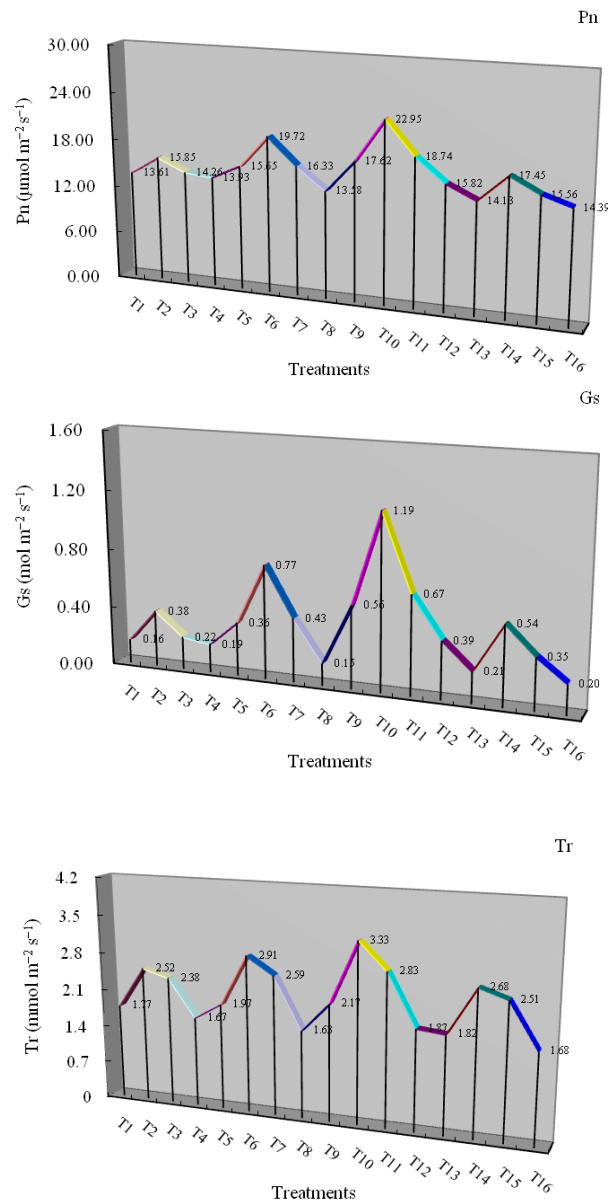 Pn
30.00
24.00
18.00
12.00
6.00
0.00
Pn (µmol m⁻² s⁻¹)
13.61 15.85 14.26 13.93 15.65 19.72 16.33 13.58 17.62 22.95 18.74 15.82 14.13 17.45 15.56 14.39
T1 T2 T3 T4 T5 T6 T7 T8 T9 T10 T11 T12 T13 T14 T15 T16
Treatments
Gs
1.60
1.20
0.80
0.40
0.00
Gs (mol m⁻² s⁻¹)
0.16 0.38 0.22 0.19 0.36 0.77 0.43 0.15 0.56 1.19 0.67 0.39 0.21 0.54 0.35 0.20
T1 T2 T3 T4 T5 T6 T7 T8 T9 T10 T11 T12 T13 T14 T15 T16
Treatments
Tr
4.2
3.5
2.8
2.1
1.4
0.7
0
Tr (mmol m⁻² s⁻¹)
1.77 2.52 2.38 1.67 1.97 2.91 2.59 1.63 2.17 3.33 2.83 1.87 1.82 2.68 2.51 1.68
T1 T2 T3 T4 T5 T6 T7 T8 T9 T10 T11 T12 T13 T14 T15 T16
Treatments